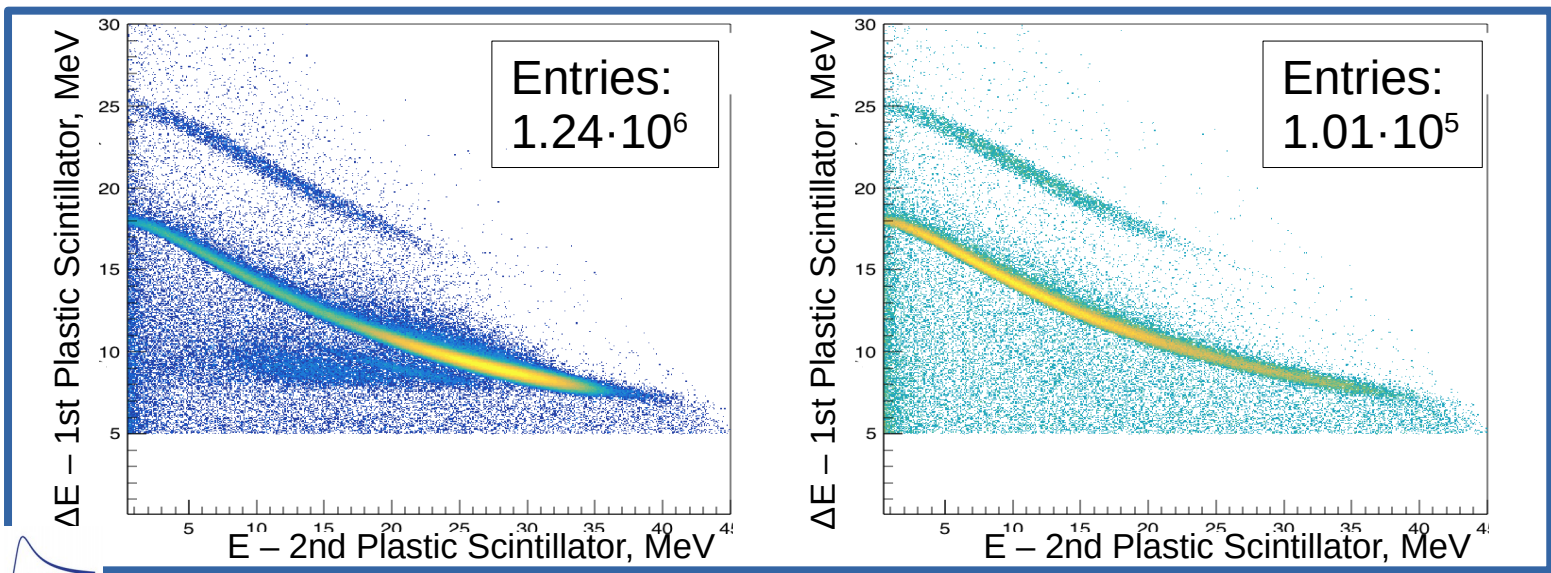 30
25
20
15
10
5
ΔE – 1st Plastic Scintillator, MeV
Entries:
1.24·10⁶
5 10 15 20 25 30 35 40 45
E – 2nd Plastic Scintillator, MeV
30
25
20
15
10
5
ΔE – 1st Plastic Scintillator, MeV
Entries:
1.01·10⁵
5 10 15 20 25 30 35 40 4
E – 2nd Plastic Scintillator, MeV